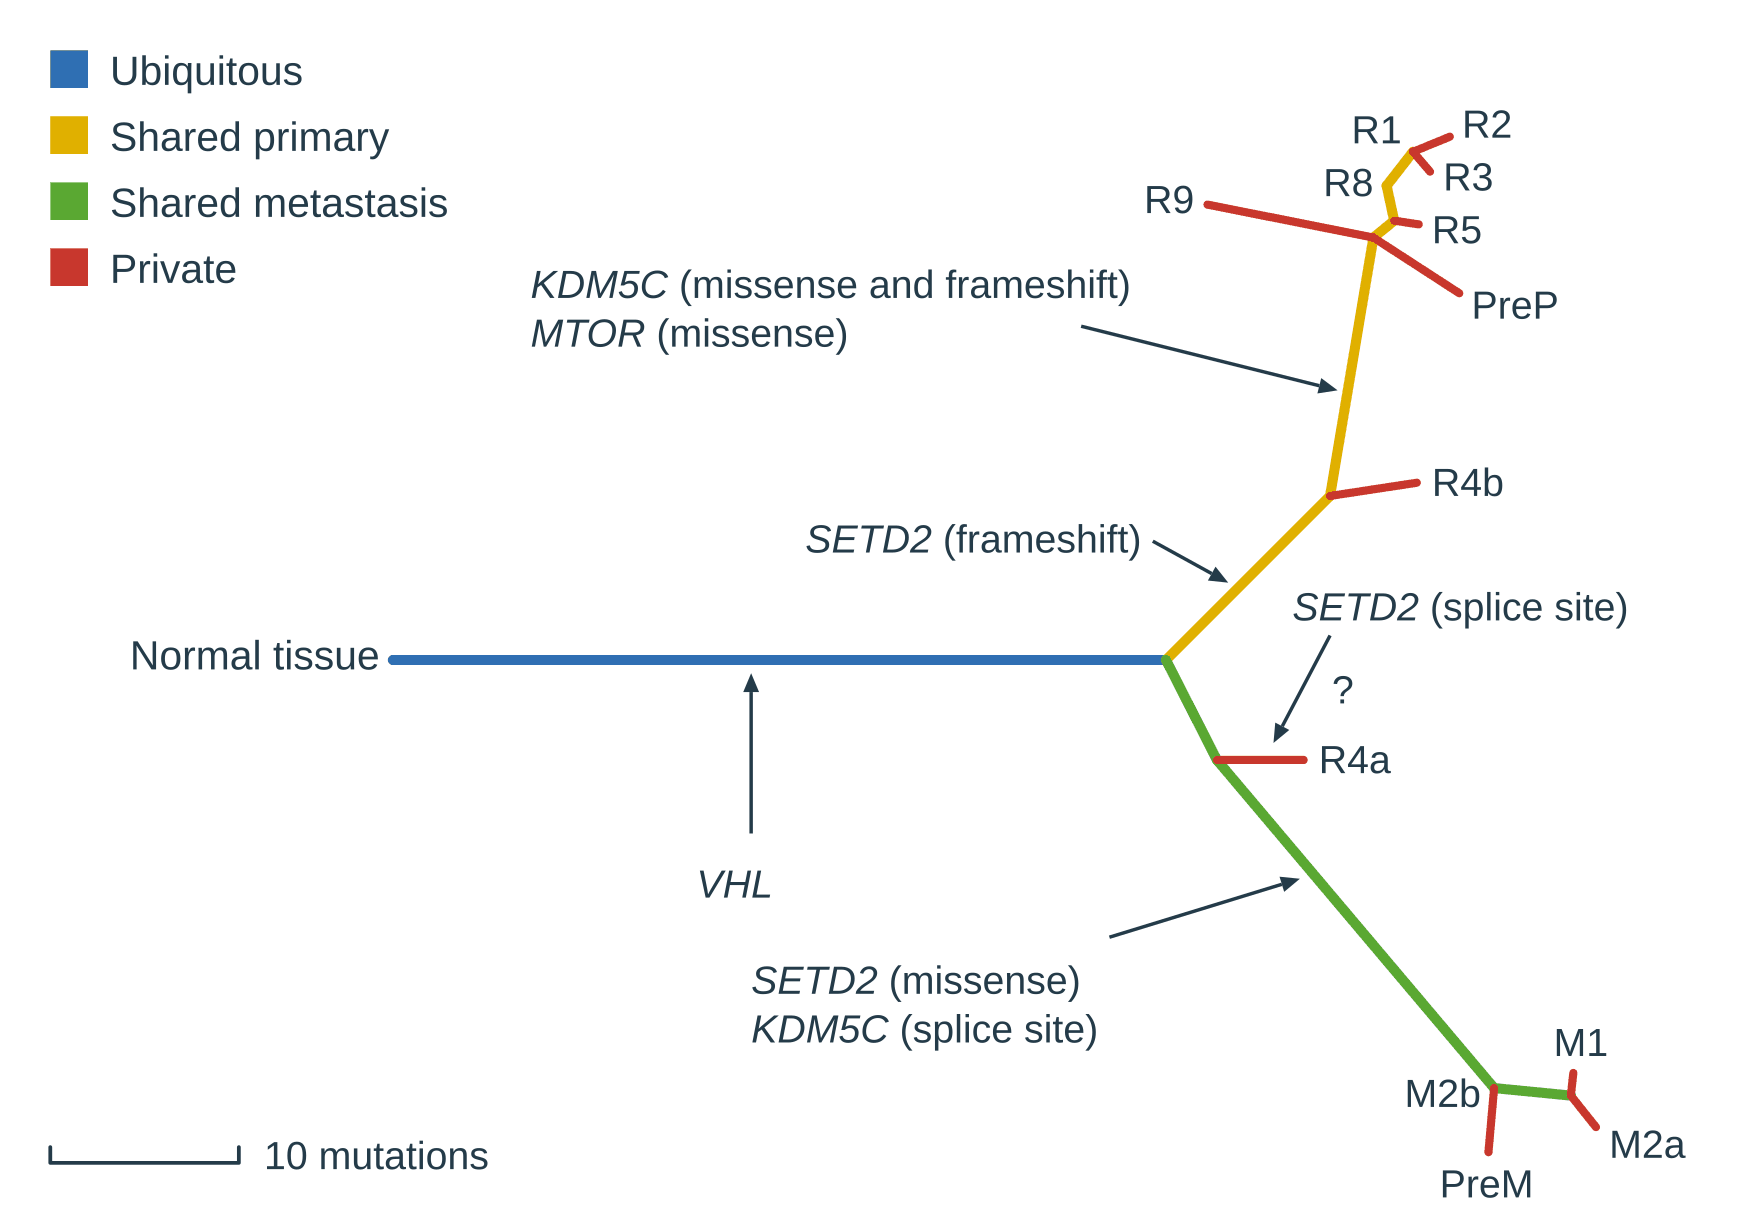 Ubiquitous
Shared primary
Shared metastasis
Private
R1
R2
R8
R3
R9
R5
KDM5C (missense and frameshift)
MTOR (missense)
PreP
R4b
SETD2 (frameshift)
SETD2 (splice site)
Normal tissue
?
R4a
VHL
SETD2 (missense)
KDM5C (splice site)
M1
M2b
M2a
10 mutations
PreM